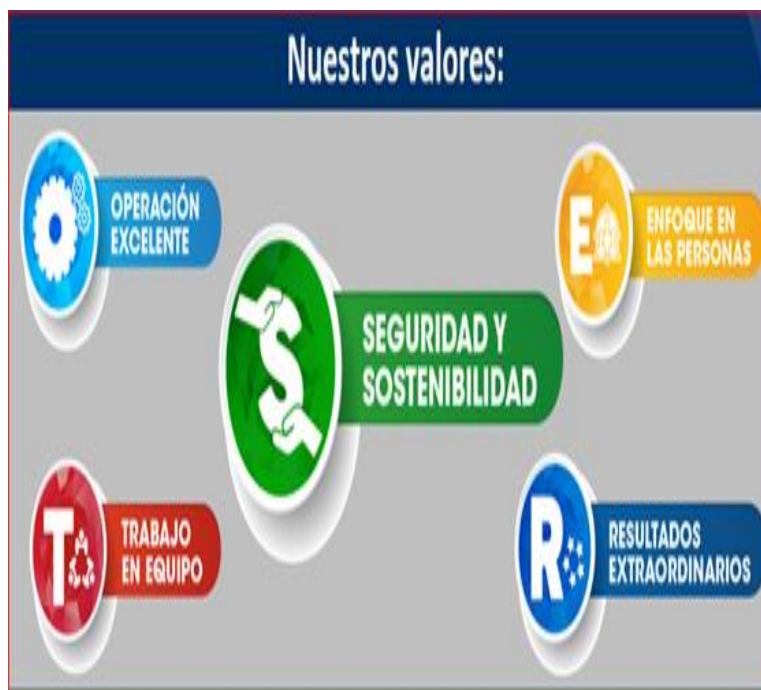 Nuestros valores:
OPERACIÓN
EXCELENTE
E
ENFOQUE EN
LAS PERSONAS
S
SEGURIDAD Y
SOSTENIBILIDAD
T
TRABAJO
EN EQUIPO
R
RESULTADOS
EXTRAORDINARIOS